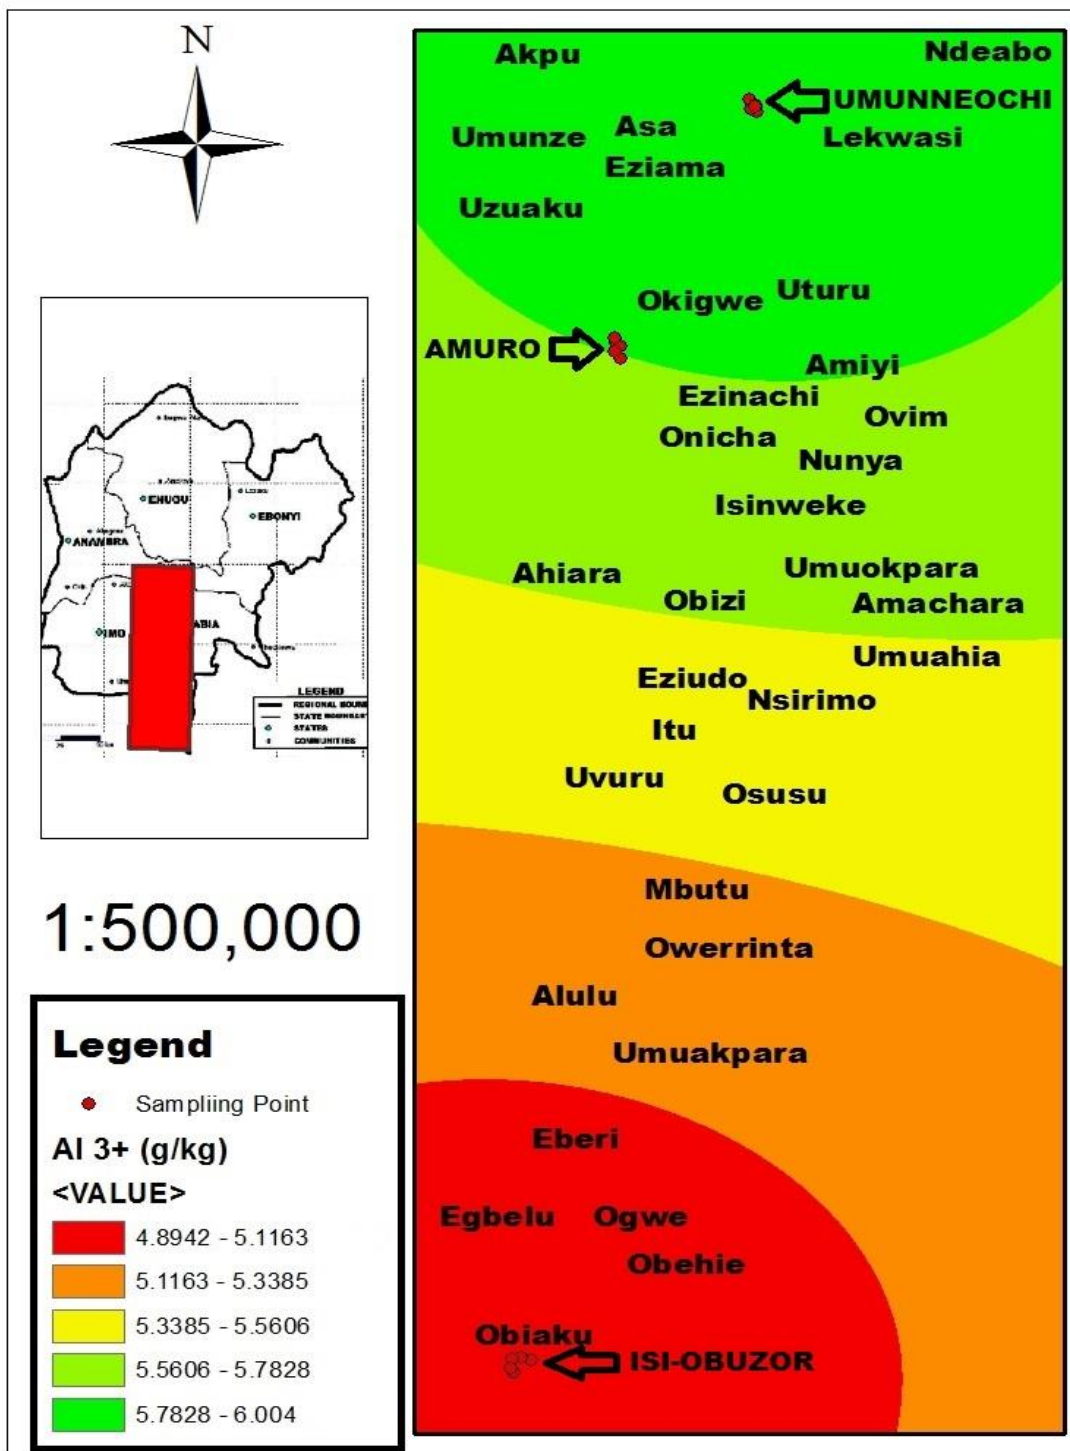 N
Akpu
Ndeabo
UMUNNEOCHI
Asa
Umunze
Lekwasi
Eziama
Uzuaku
Okigwe
Uturu
AMURO
Amiyi
Ezinachi
Ovim
Onicha
Nunya
Isinweke
Ahiara
Umuokpara
Obizi
Amachara
Umuahia
Eziudo
Nsirimo
Itu
Uvuru
Osusu
Mbutu
Owerrinta
Alulu
Umuakpara
Eberi
Egbelu
Ogwe
Obehie
Obiaku
ISI-OBUZOR
ENUGU
EBONYI
ANAMBRA
IMO
ABIA
LEGEND
REGIONAL BOUN
STATE BOUNDAR
STATES
COMMUNITIES
1:500,000
Legend
Sampliing Point
Al 3+ (g/kg)
<VALUE>
4.8942 - 5.1163
5.1163 - 5.3385
5.3385 - 5.5606
5.5606 - 5.7828
5.7828 - 6.004